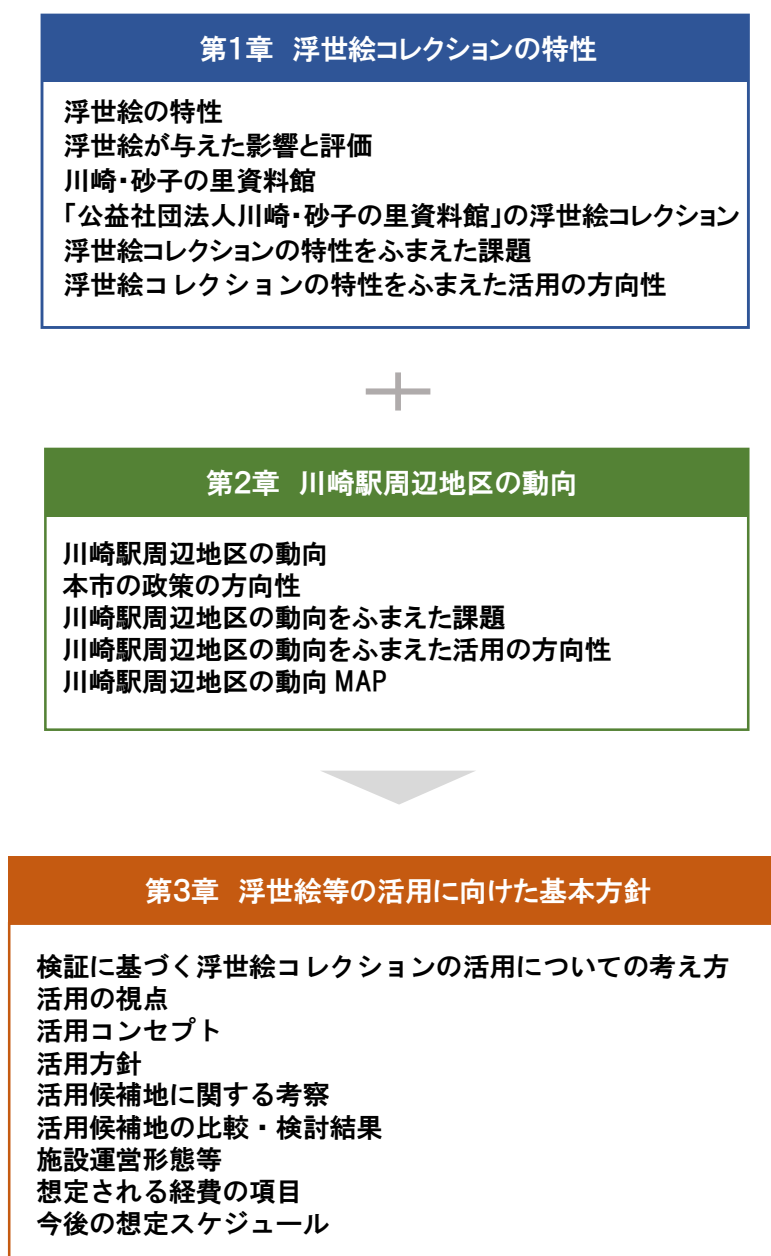 第1章 浮世絵コレクションの特性
浮世絵の特性
浮世絵が与えた影響と評価
川崎・砂子の里資料館
「公益社団法人川崎・砂子の里資料館」の浮世絵コレクション
浮世絵コレクションの特性をふまえた課題
浮世絵コレクションの特性をふまえた活用の方向性
第2章 川崎駅周辺地区の動向
川崎駅周辺地区の動向
本市の政策の方向性
川崎駅周辺地区の動向をふまえた課題
川崎駅周辺地区の動向をふまえた活用の方向性
川崎駅周辺地区の動向 MAP
第3章 浮世絵等の活用に向けた基本方針
検証に基づく浮世絵コレクションの活用についての考え方
活用の視点
活用コンセプト
活用方針
活用候補地に関する考察
活用候補地の比較・検討結果
施設運営形態等
想定される経費の項目
今後の想定スケジュール